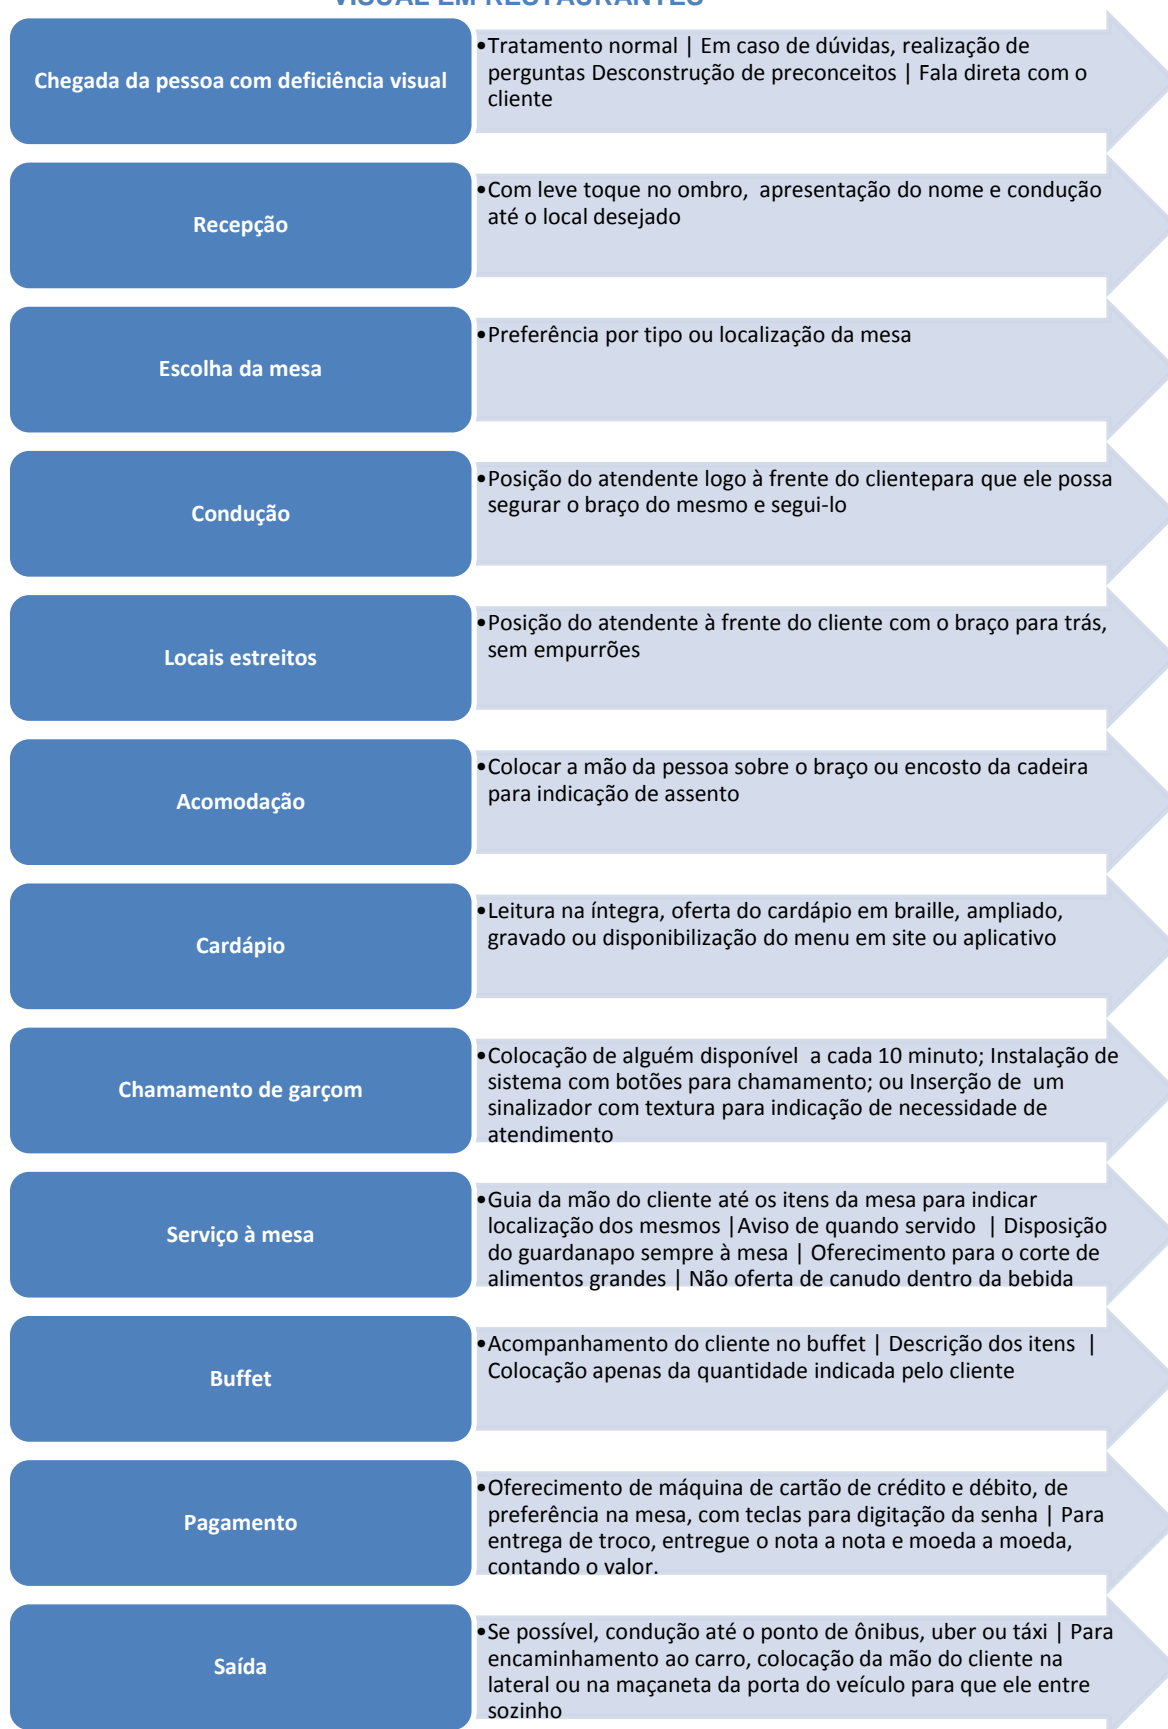 VISUAL EM RESTAURANTES
Chegada da pessoa com deficiência visual
•Tratamento normal | Em caso de dúvidas, realização de
perguntas Desconstrução de preconceitos | Fala direta com o
cliente
Recepção
•Com leve toque no ombro,  apresentação do nome e condução
até o local desejado
Escolha da mesa
•Preferência por tipo ou localização da mesa
Condução
•Posição do atendente logo à frente do clientepara que ele possa
segurar o braço do mesmo e segui-lo
Locais estreitos
•Posição do atendente à frente do cliente com o braço para trás,
sem empurrões
Acomodação
•Colocar a mão da pessoa sobre o braço ou encosto da cadeira
para indicação de assento
Cardápio
•Leitura na íntegra, oferta do cardápio em braille, ampliado,
gravado ou disponibilização do menu em site ou aplicativo
Chamamento de garçom
•Colocação de alguém disponível  a cada 10 minuto; Instalação de
sistema com botões para chamamento; ou Inserção de  um
sinalizador com textura para indicação de necessidade de
atendimento
Serviço à mesa
•Guia da mão do cliente até os itens da mesa para indicar
localização dos mesmos |Aviso de quando servido  | Disposição
do guardanapo sempre à mesa | Oferecimento para o corte de
alimentos grandes | Não oferta de canudo dentro da bebida
Buffet
•Acompanhamento do cliente no buffet | Descrição dos itens  |
Colocação apenas da quantidade indicada pelo cliente
Pagamento
•Oferecimento de máquina de cartão de crédito e débito, de
preferência na mesa, com teclas para digitação da senha | Para
entrega de troco, entregue o nota a nota e moeda a moeda,
contando o valor.
Saída
•Se possível, condução até o ponto de ônibus, uber ou táxi | Para
encaminhamento ao carro, colocação da mão do cliente na
lateral ou na maçaneta da porta do veículo para que ele entre
sozinho